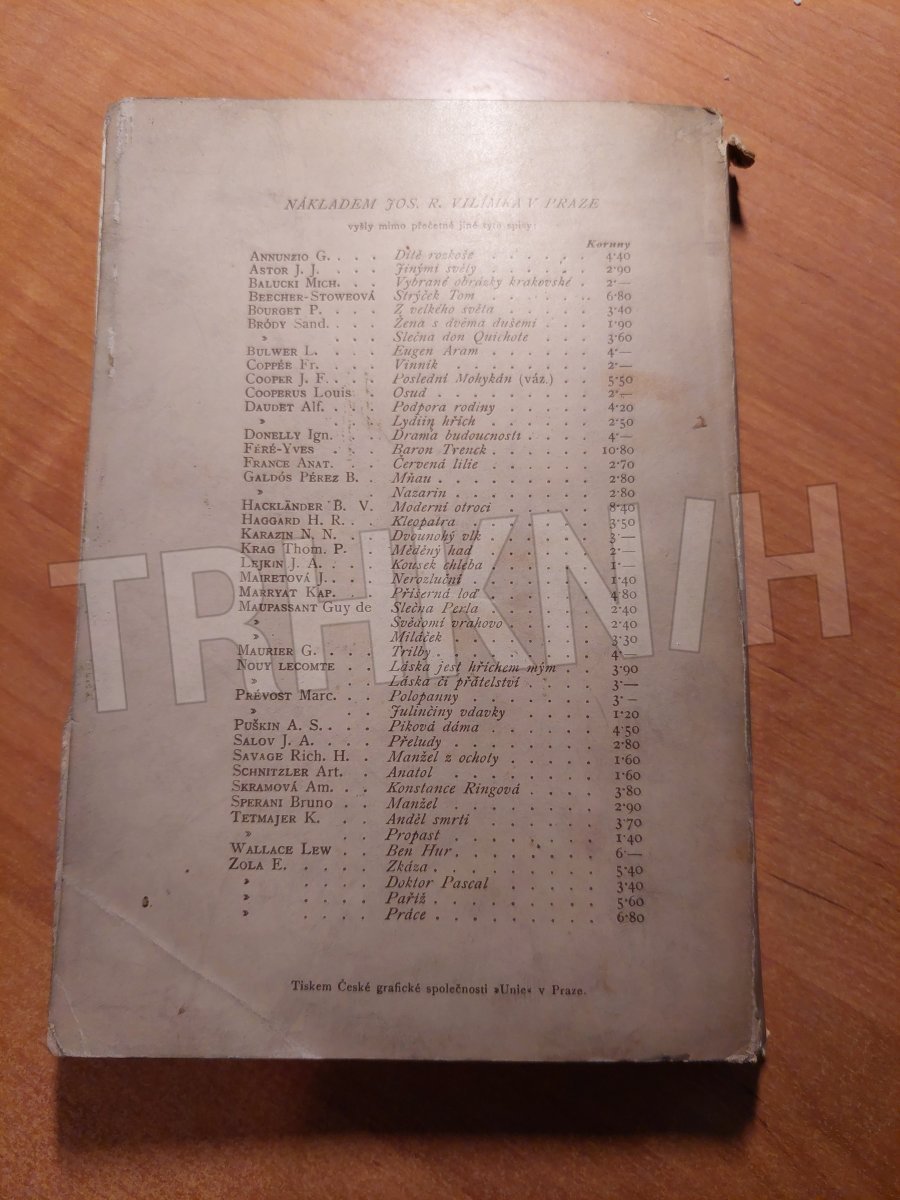 NÁKLADEM JOS. R. VILÍMKA V PRAZE
vyšly mimo přečetné jiné tyto spisy:
Koruny
ANNUNZIO G. . . . Dítě rozkoše . . . . . . 4·40
ASTOR J. J. . . . Jinými světy . . . . . . 2·90
BALUCKI MICH. . . Vybrané obrázky krakovské . 2·—
BEECHER-STOWEOVÁ Strýček Tom . . . . . . 6·80
BOURGET P. . . . Z velkého světa . . . . . 3·40
BRÓDY Sand. . . . Žena s dvěma dušemi . . . 1·90
» . . . Slečna don Quichote . . . 3·60
BULWER L. . . . Eugen Aram . . . . . . 4·—
COPPÉE Fr. . . . Vinník . . . . . . . 2·—
COOPER J. F. . . . Poslední Mohykán (váz.) . . 5·50
COOPERUS Louis . Osud . . . . . . . . 2·—
DAUDET Alf. . . . Podpora rodiny . . . . . 4·20
» . . . Lydiin hřích . . . . . . 2·50
DONELLY Ign. . . Drama budoucnosti . . . . 4·—
FÉRÉ-YVES . . . Baron Trenck . . . . . . 10·80
FRANCE ANAT. . . Červená lilie . . . . . . 2·70
GALDÓS PÉREZ B. . Mňau . . . . . . . . 2·80
» . Nazarin . . . . . . . 2·80
HACKLÄNDER B. V. Moderní otroci . . . . . 8·40
HAGGARD H. R. . . Kleopatra . . . . . . . 3·50
KARAZIN N. N. . Dvounohý vlk . . . . . . 3·—
KRAG Thom. P. . Měděný had . . . . . . 2·—
LEJKIN J. A. . . . Kousek chleba . . . . . . 1·—
MAIRETOVÁ J. . . . Nerozluční . . . . . . . 1·40
MARRYAT KAP. . . Příšerná loď . . . . . . 4·80
MAUPASSANT Guy de Slečna Perla . . . . . . 2·40
» . Svědomí vrahovo . . . . . 2·40
» . Miláček . . . . . . . 3·30
MAURIER G. . . . Trilby . . . . . . . . 4·—
NOUY LECOMTE . . Láska jest hříchem mým . . 3·90
» . . Láska či přátelství . . . . 3·—
PRÉVOST Marc. . . Polopanny . . . . . . . 3·—
» . . Julinčiny vdavky . . . . . 1·20
PUŠKIN A. S. . . . Piková dáma . . . . . . 4·50
SALOV J. A. . . . Přeludy . . . . . . . . 2·80
SAVAGE Rich. H. . Manžel z ochoty . . . . . 1·60
SCHNITZLER Art. . Anatol . . . . . . . . 1·60
SKRAMOVÁ Am. . . Konstance Ringová . . . . 3·80
SPERANI Bruno . . Manžel . . . . . . . . 2·90
TETMAJER K. . . Anděl smrti . . . . . . 3·70
» . . Propast . . . . . . . . 1·40
WALLACE LEW . . Ben Hur . . . . . . . . 6·—
ZOLA E. . . . . Zkáza . . . . . . . . . 5·40
» . . . . Doktor Pascal . . . . . 3·40
» . . . . Paříž . . . . . . . . . 5·60
» . . . . Práce . . . . . . . . . 6·80
Tiskem České grafické společnosti »Unie« v Praze.
TRHKNIH